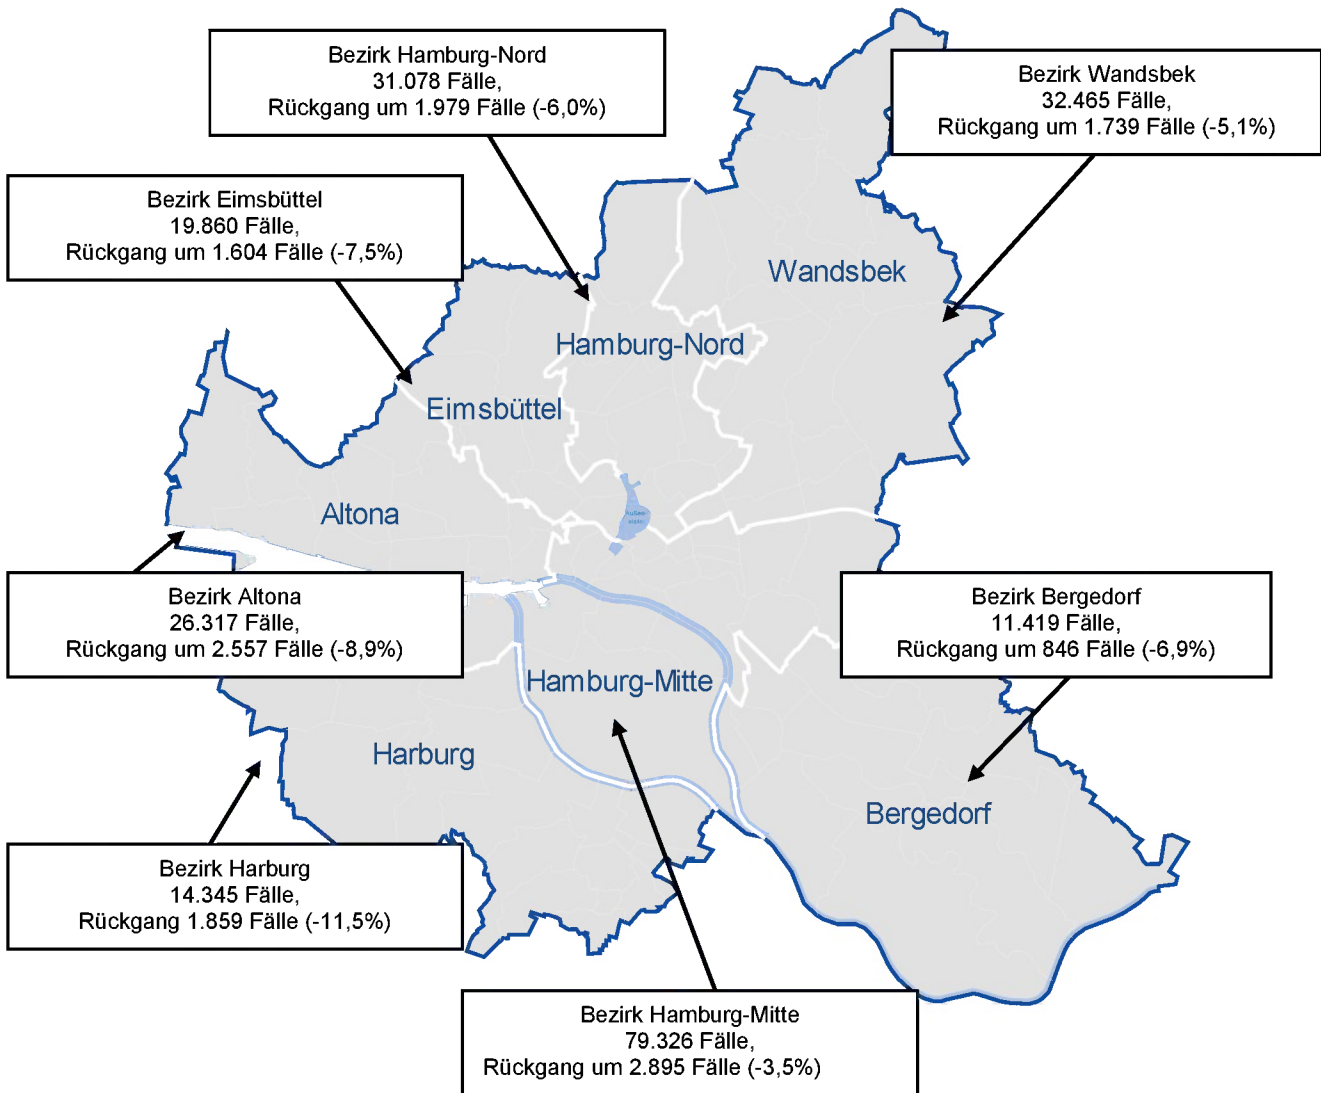 Bezirk Hamburg-Nord
31.078 Fälle,
Rückgang um 1.979 Fälle (-6,0%)
Bezirk Wandsbek
32.465 Fälle,
Rückgang um 1.739 Fälle (-5,1%)
Bezirk Eimsbüttel
19.860 Fälle,
Rückgang um 1.604 Fälle (-7,5%)
Wandsbek
Hamburg-Nord
Eimsbüttel
Altona
Bezirk Altona
26.317 Fälle,
Rückgang um 2.557 Fälle (-8,9%)
Bezirk Bergedorf
11.419 Fälle,
Rückgang um 846 Fälle (-6,9%)
Hamburg-Mitte
Harburg
Bergedorf
Bezirk Harburg
14.345 Fälle,
Rückgang 1.859 Fälle (-11,5%)
Bezirk Hamburg-Mitte
79.326 Fälle,
Rückgang um 2.895 Fälle (-3,5%)